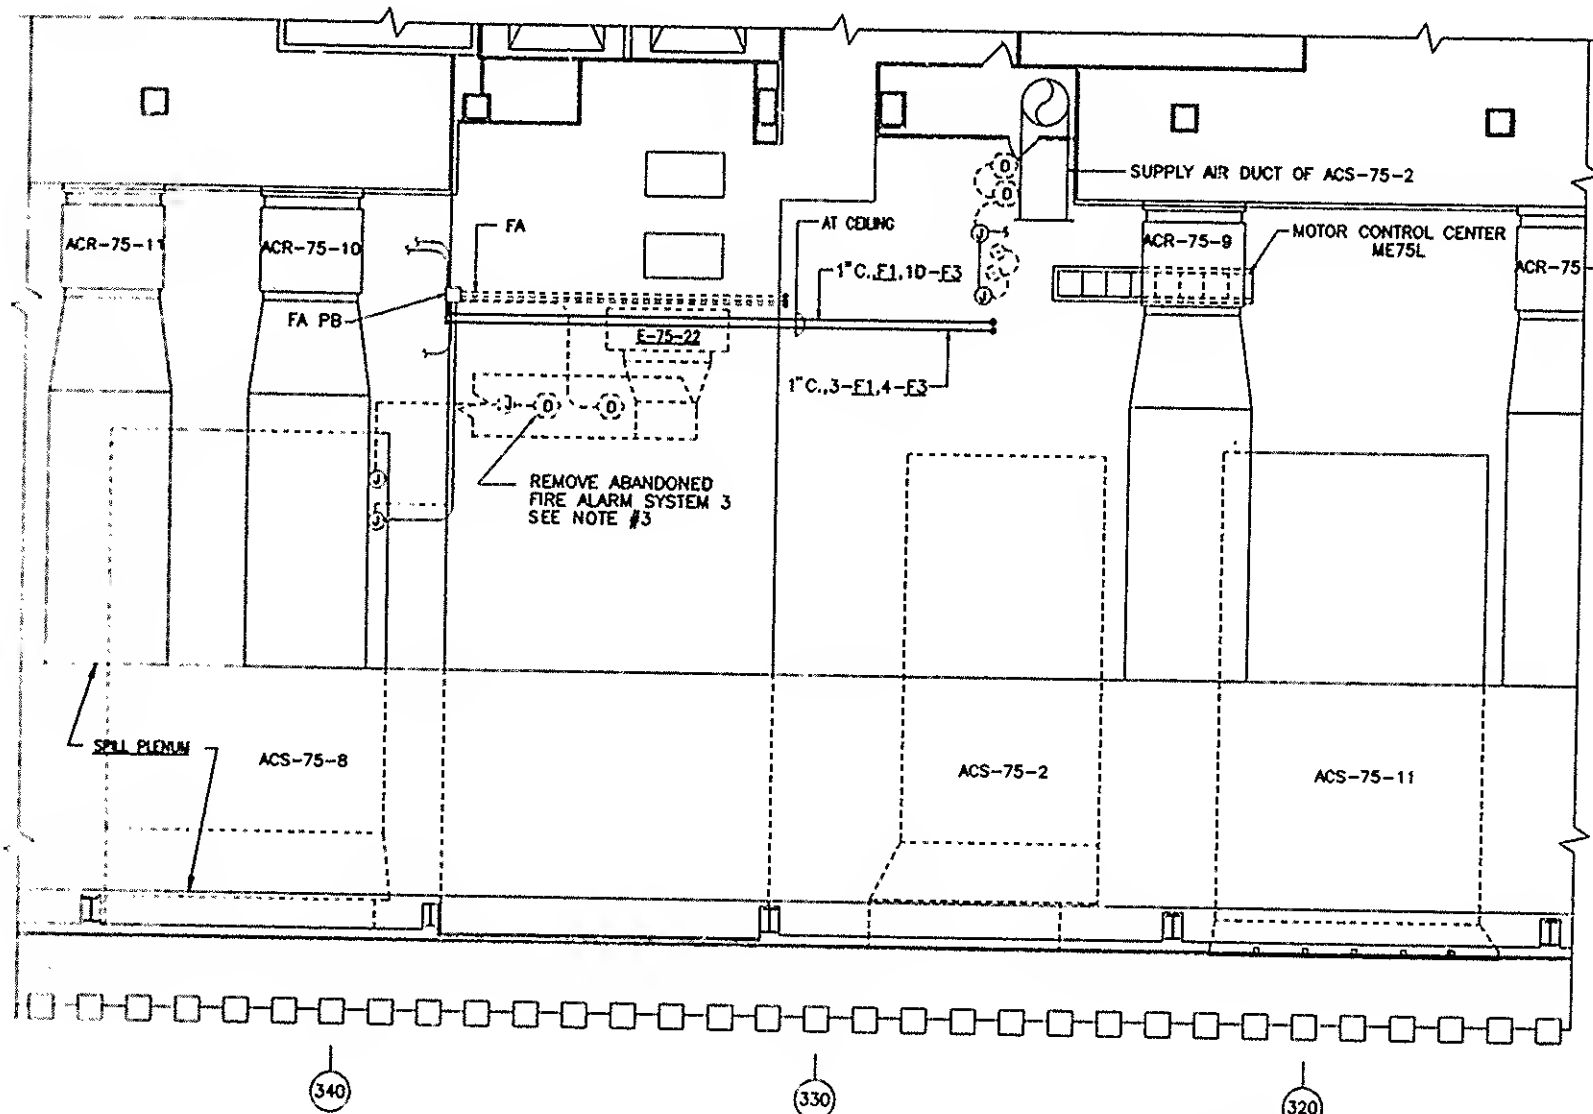 D
SUPPLY AIR DUCT OF ACS-75-2
D
FA
AT CEILING
J
ACR-75-11
ACR-75-10
ACR-75-9
MOTOR CONTROL CENTER
ME75L
1"C.,F1,1D-F3
ACR-75-
J
FA PB
E-75-22
1"C.,3-F1,4-F3
J
D
D
J
REMOVE ABANDONED
FIRE ALARM SYSTEM 3
SEE NOTE #3
J
SPILL PLENUM
ACS-75-8
ACS-75-2
ACS-75-11
340
330
320